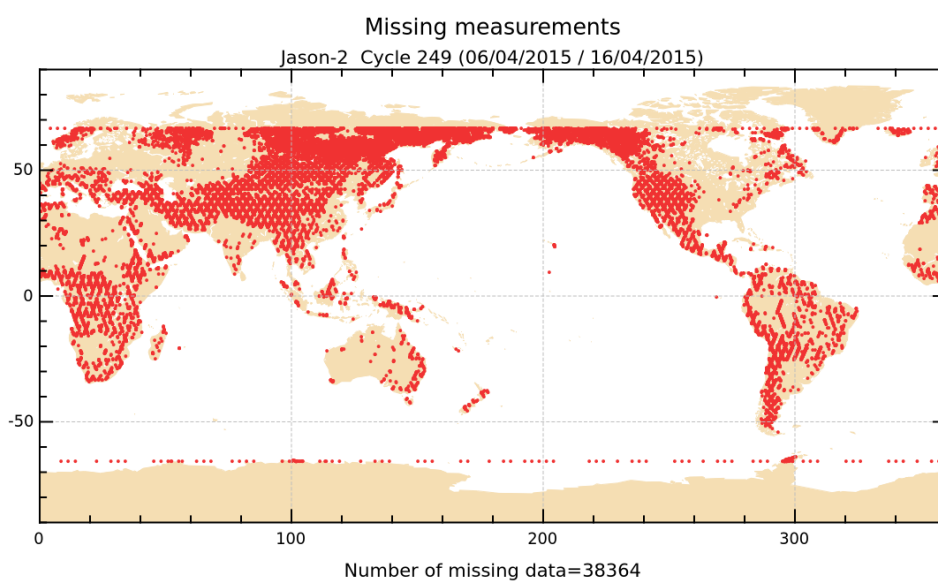 Missing measurements
Jason-2  Cycle 249 (06/04/2015 / 16/04/2015)
50
0
-50
0 100 200 300
Number of missing data=38364